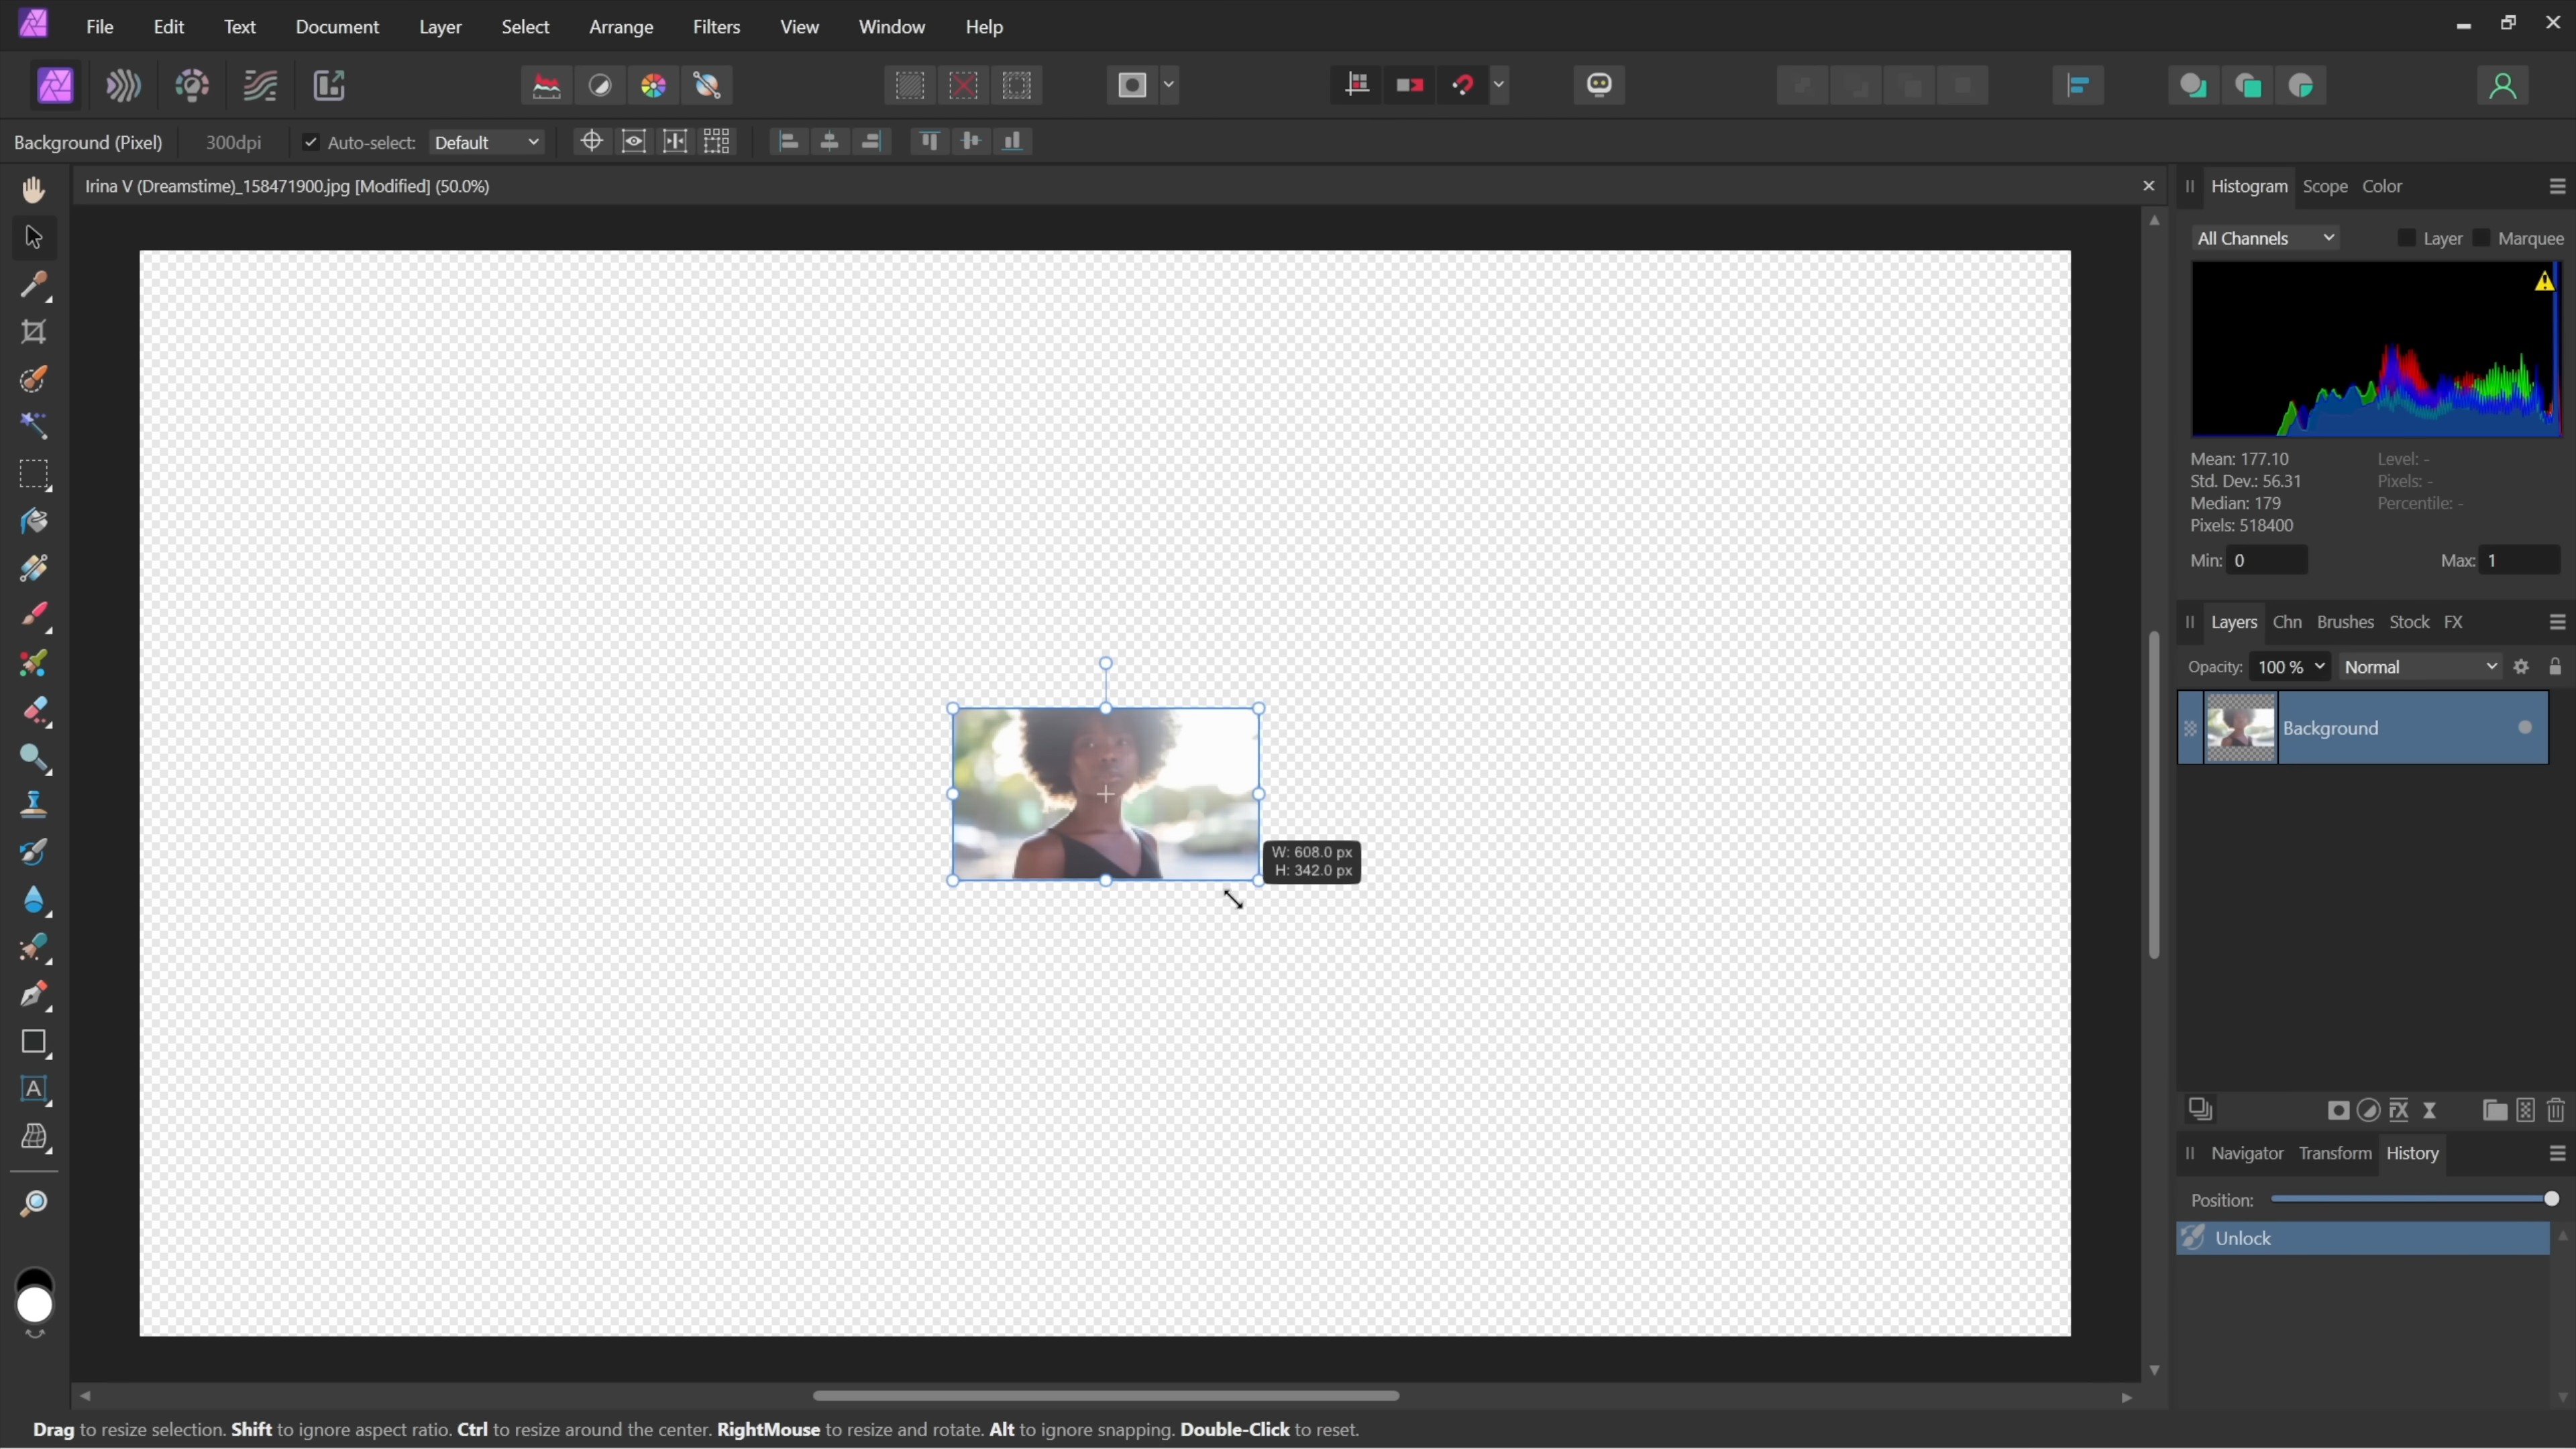 File Edit Text Document Layer Select Arrange Filters View Window Help
Background (Pixel) 300dpi Auto-select: Default
Irina V (Dreamstime)_158471900.jpg [Modified] (50.0%)
Histogram Scope Color
All Channels Layer Marquee
Mean: 177.10 Level: -
Std. Dev.: 56.31 Pixels: -
Median: 179 Percentile: -
Pixels: 518400
Min: 0 Max: 1
Layers Chn Brushes Stock FX
Opacity: 100 % Normal
Background
W: 608.0 px
H: 342.0 px
Navigator Transform History
Position:
Unlock
Drag to resize selection. Shift to ignore aspect ratio. Ctrl to resize around the center. RightMouse to resize and rotate. Alt to ignore snapping. Double-Click to reset.